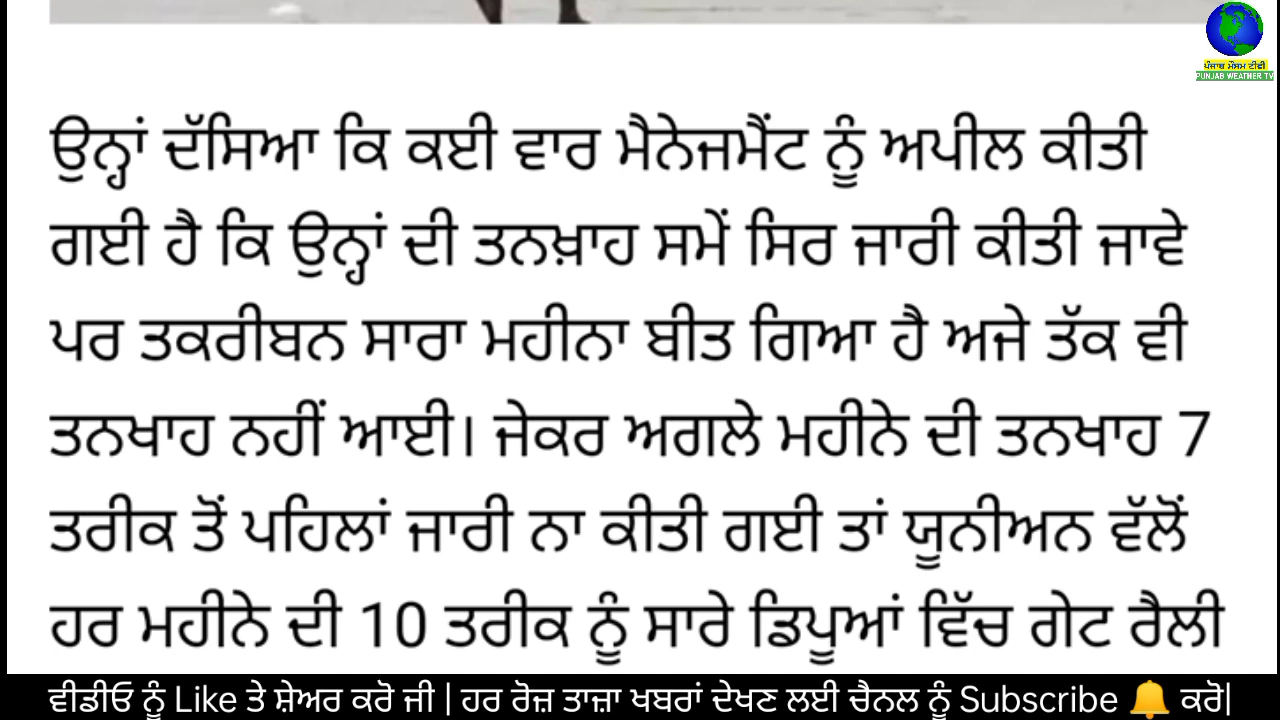 ਪੰਜਾਬ ਮੌਸਮ ਟੀਵੀ
PUNJAB WEATHER TV
ਉਨ੍ਹਾਂ ਦੱਸਿਆ ਕਿ ਕਈ ਵਾਰ ਮੈਨੇਜਮੈਂਟ ਨੂੰ ਅਪੀਲ ਕੀਤੀ
ਗਈ ਹੈ ਕਿ ਉਨ੍ਹਾਂ ਦੀ ਤਨਖ਼ਾਹ ਸਮੇਂ ਸਿਰ ਜਾਰੀ ਕੀਤੀ ਜਾਵੇ
ਪਰ ਤਕਰੀਬਨ ਸਾਰਾ ਮਹੀਨਾ ਬੀਤ ਗਿਆ ਹੈ ਅਜੇ ਤੱਕ ਵੀ
ਤਨਖਾਹ ਨਹੀਂ ਆਈ। ਜੇਕਰ ਅਗਲੇ ਮਹੀਨੇ ਦੀ ਤਨਖਾਹ 7
ਤਰੀਕ ਤੋਂ ਪਹਿਲਾਂ ਜਾਰੀ ਨਾ ਕੀਤੀ ਗਈ ਤਾਂ ਯੂਨੀਅਨ ਵੱਲੋਂ
ਹਰ ਮਹੀਨੇ ਦੀ 10 ਤਰੀਕ ਨੂੰ ਸਾਰੇ ਡਿਪੂਆਂ ਵਿੱਚ ਗੇਟ ਰੈਲੀ
ਵੀਡੀਓ ਨੂੰ Like ਤੇ ਸ਼ੇਅਰ ਕਰੋ ਜੀ | ਹਰ ਰੋਜ਼ ਤਾਜ਼ਾ ਖਬਰਾਂ ਦੇਖਣ ਲਈ ਚੈਨਲ ਨੂੰ Subscribe 🔔 ਕਰੋ|